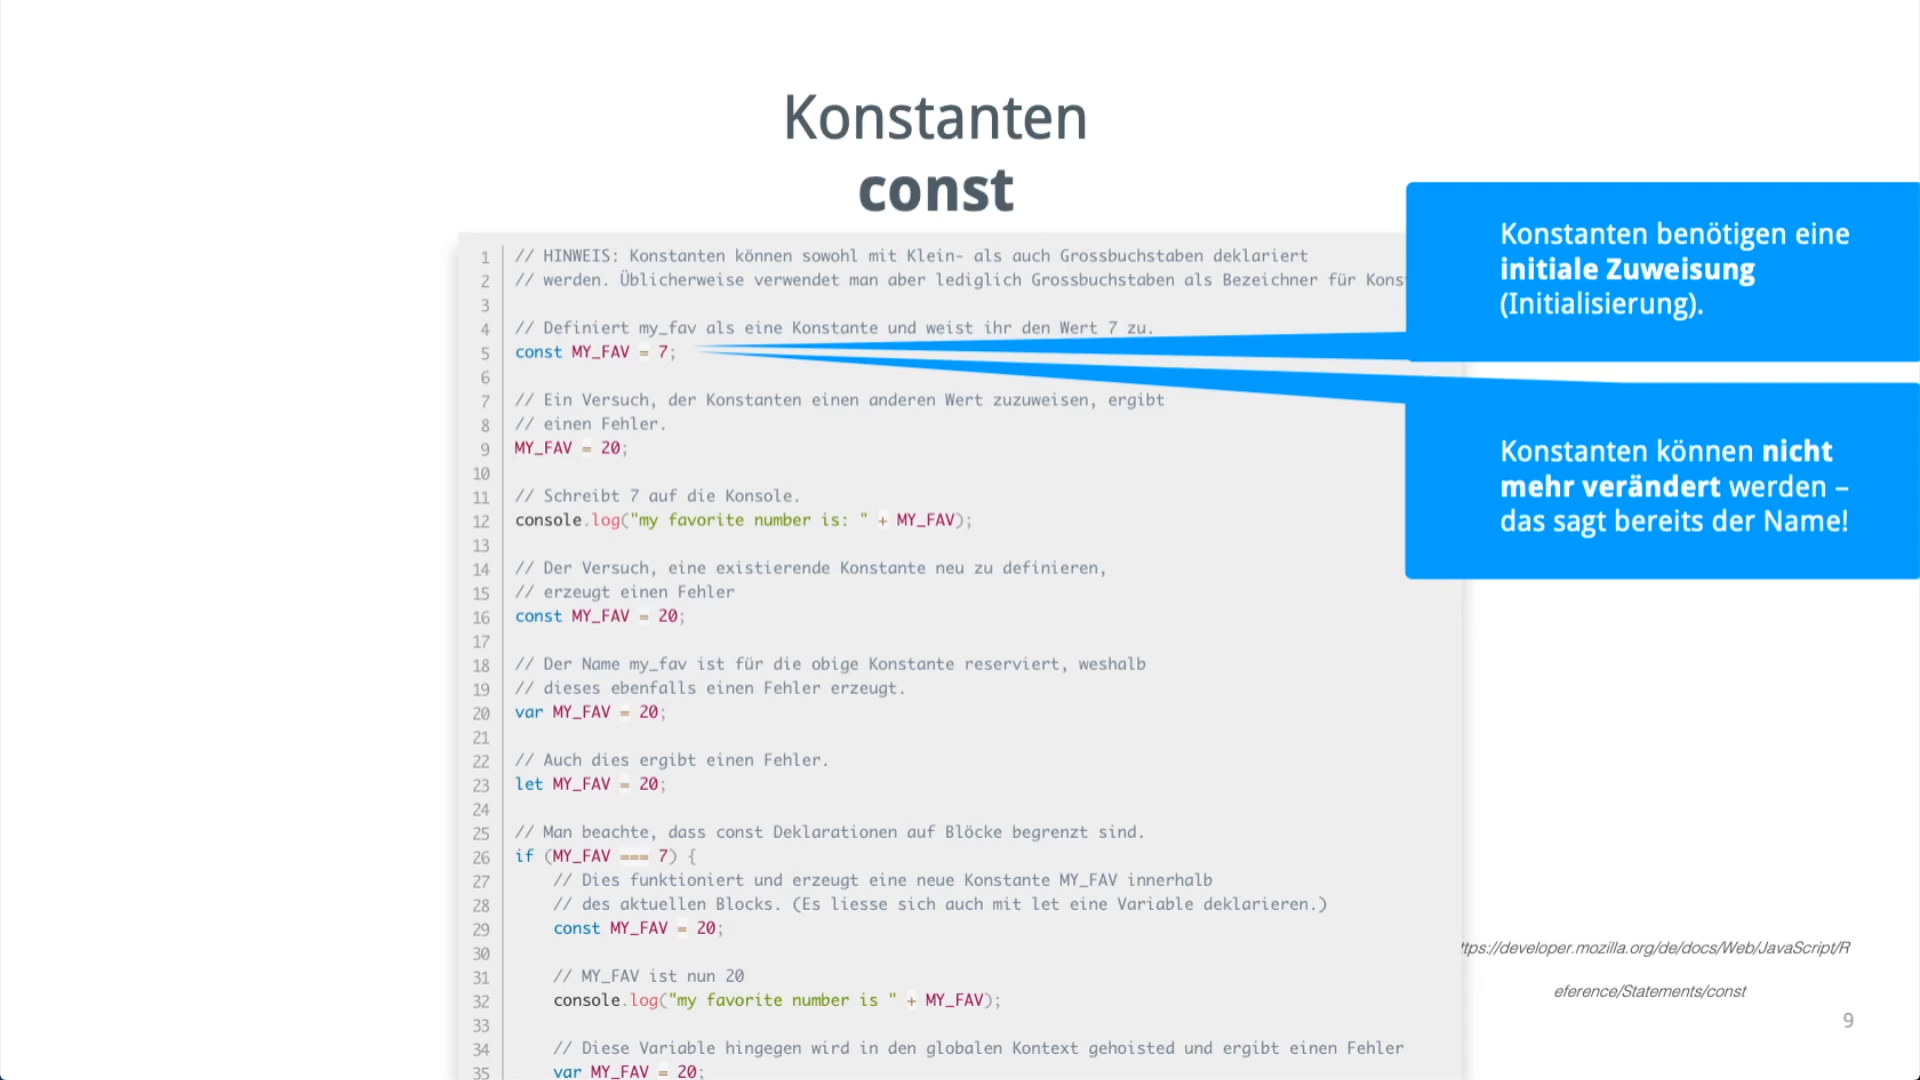 Konstanten
const
1 // HINWEIS: Konstanten können sowohl mit Klein- als auch Grossbuchstaben deklariert
2 // werden. Üblicherweise verwendet man aber lediglich Grossbuchstaben als Bezeichner für Kons
3
4 // Definiert my_fav als eine Konstante und weist ihr den Wert 7 zu.
5 const MY_FAV = 7;
6
7 // Ein Versuch, der Konstanten einen anderen Wert zuzuweisen, ergibt
8 // einen Fehler.
9 MY_FAV = 20;
10
11 // Schreibt 7 auf die Konsole.
12 console.log("my favorite number is: " + MY_FAV);
13
14 // Der Versuch, eine existierende Konstante neu zu definieren,
15 // erzeugt einen Fehler
16 const MY_FAV = 20;
17
18 // Der Name my_fav ist für die obige Konstante reserviert, weshalb
19 // dieses ebenfalls einen Fehler erzeugt.
20 var MY_FAV = 20;
21
22 // Auch dies ergibt einen Fehler.
23 let MY_FAV = 20;
24
25 // Man beachte, dass const Deklarationen auf Blöcke begrenzt sind.
26 if (MY_FAV === 7) {
27 // Dies funktioniert und erzeugt eine neue Konstante MY_FAV innerhalb
28 // des aktuellen Blocks. (Es liesse sich auch mit let eine Variable deklarieren.)
29 const MY_FAV = 20;
30
31 // MY_FAV ist nun 20
32 console.log("my favorite number is " + MY_FAV);
33
34 // Diese Variable hingegen wird in den globalen Kontext gehoisted und ergibt einen Fehler
35 var MY_FAV = 20;
Konstanten benötigen eine
initiale Zuweisung
(Initialisierung).
Konstanten können nicht
mehr verändert werden –
das sagt bereits der Name!
ttps://developer.mozilla.org/de/docs/Web/JavaScript/R
eference/Statements/const
9